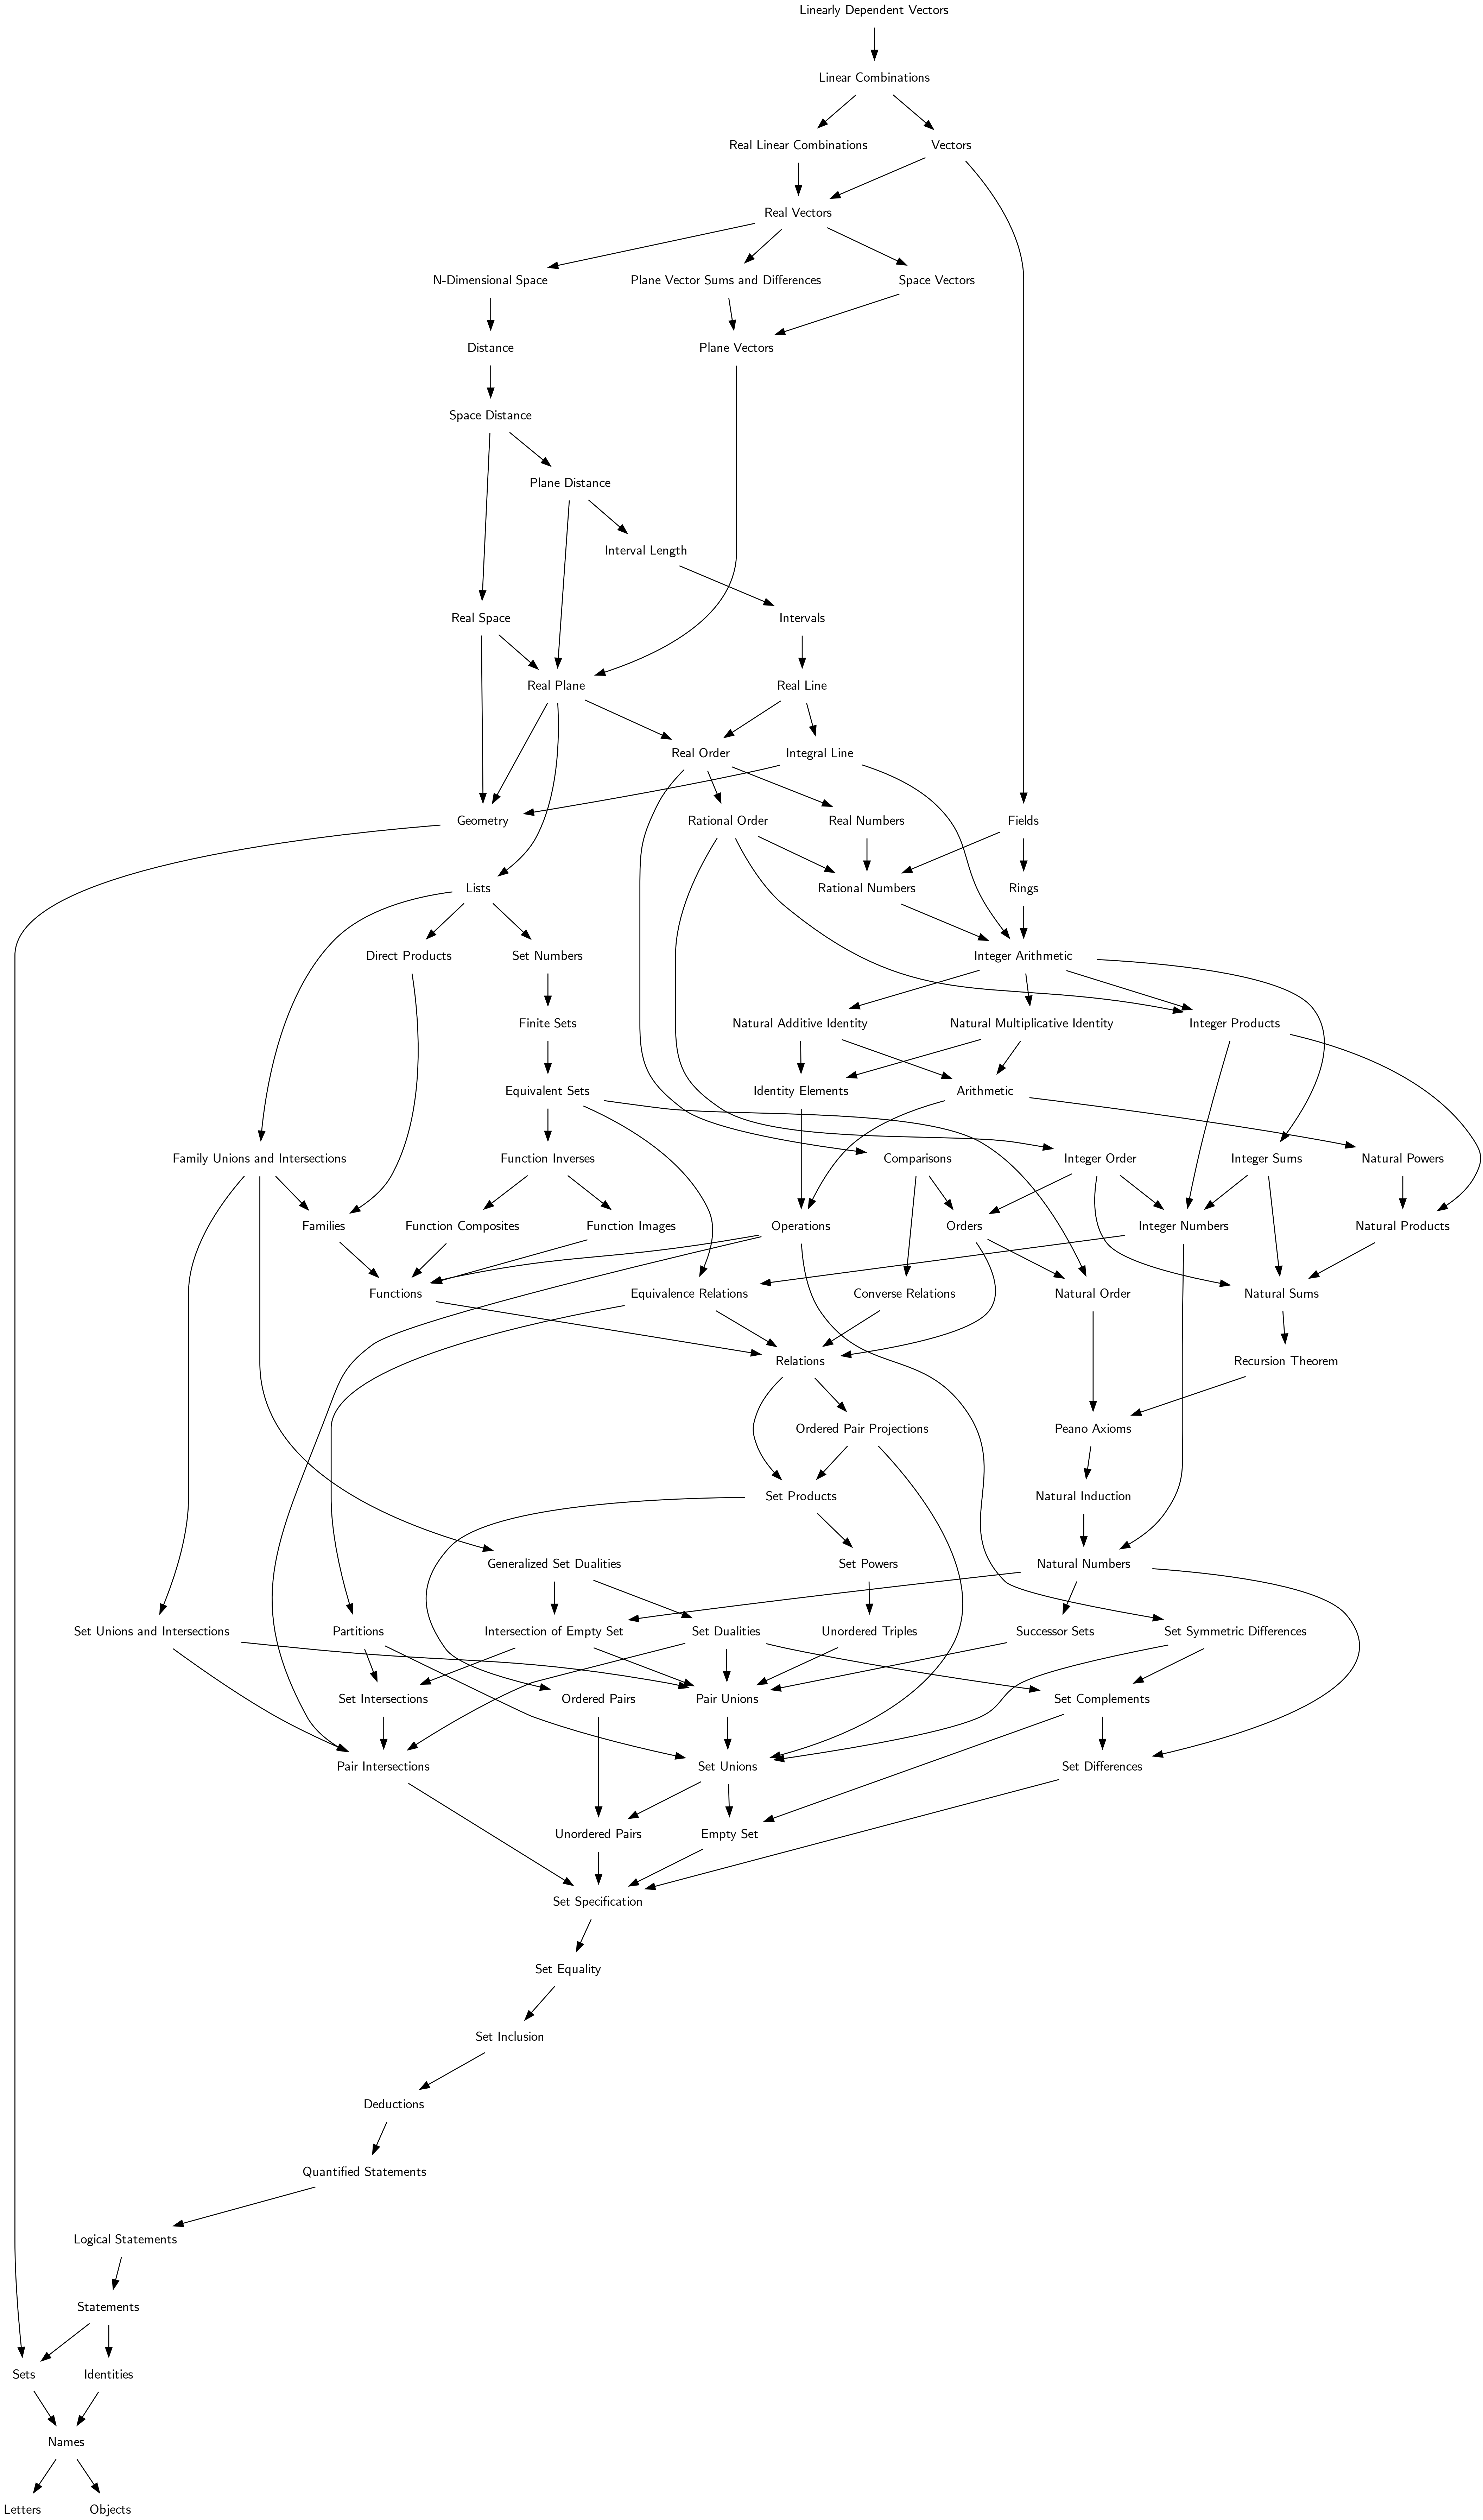 Linearly Dependent Vectors
Linear Combinations
Real Linear Combinations
Vectors
Real Vectors
N-Dimensional Space
Plane Vector Sums and Differences
Space Vectors
Distance
Plane Vectors
Space Distance
Plane Distance
Interval Length
Real Space
Intervals
Real Plane
Real Line
Real Order
Integral Line
Geometry
Rational Order
Real Numbers
Fields
Lists
Rational Numbers
Rings
Direct Products
Set Numbers
Integer Arithmetic
Finite Sets
Natural Additive Identity
Natural Multiplicative Identity
Integer Products
Equivalent Sets
Identity Elements
Arithmetic
Family Unions and Intersections
Function Inverses
Comparisons
Integer Order
Integer Sums
Natural Powers
Families
Function Composites
Function Images
Operations
Orders
Integer Numbers
Natural Products
Functions
Equivalence Relations
Converse Relations
Natural Order
Natural Sums
Relations
Recursion Theorem
Ordered Pair Projections
Peano Axioms
Set Products
Natural Induction
Generalized Set Dualities
Set Powers
Natural Numbers
Set Unions and Intersections
Partitions
Intersection of Empty Set
Set Dualities
Unordered Triples
Successor Sets
Set Symmetric Differences
Set Intersections
Ordered Pairs
Pair Unions
Set Complements
Pair Intersections
Set Unions
Set Differences
Unordered Pairs
Empty Set
Set Specification
Set Equality
Set Inclusion
Deductions
Quantified Statements
Logical Statements
Statements
Sets
Identities
Names
Letters
Objects